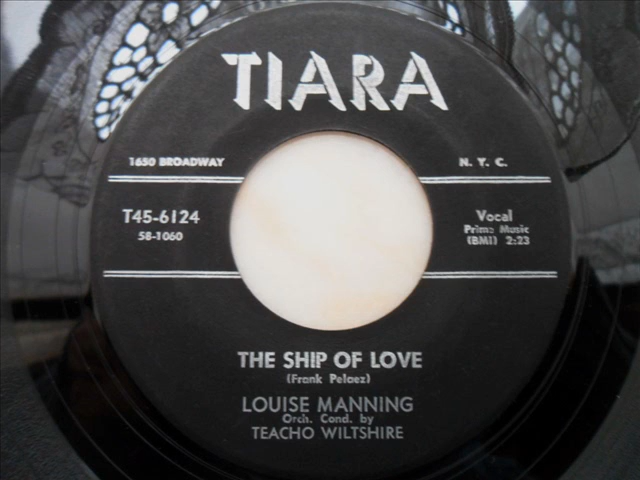 TIARA
1650 BROADWAY
N. Y. C.
T45-6124
58-1060
Vocal
Prime Music
(BMI) 2:23
THE SHIP OF LOVE
(Frank Pelaez)
LOUISE MANNING
Orch. Cond. by
TEACHO WILTSHIRE